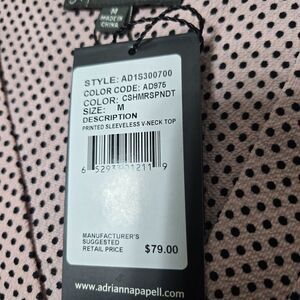 M
MADE IN
CHINA
STYLE: AD1S300700
COLOR CODE: AD975
COLOR: CSHMRSPNDT
SIZE: M
DESCRIPTION
PRINTED SLEEVELESS V-NECK TOP
MANUFACTURER'S
SUGGESTED
RETAIL PRICE
$79.00
www.adriannapapell.com